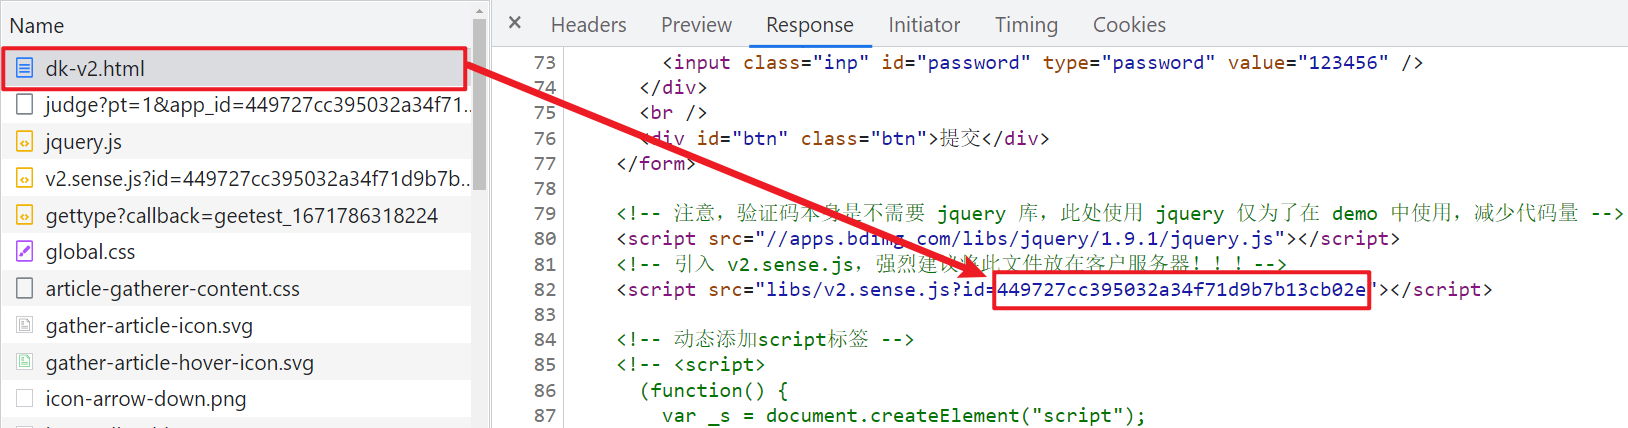 Name
dk-v2.html
judge?pt=1&app_id=449727cc395032a34f71...
jquery.js
v2.sense.js?id=449727cc395032a34f71d9b7b...
gettype?callback=geetest_1671786318224
global.css
article-gatherer-content.css
gather-article-icon.svg
gather-article-hover-icon.svg
icon-arrow-down.png
× Headers Preview Response Initiator Timing Cookies
73 <input class="inp" id="password" type="password" value="123456" />
74 </div>
75 <br />
76 <div id="btn" class="btn">提交</div>
77 </form>
78
79 <!-- 注意，验证码本身是不需要 jquery 库，此处使用 jquery 仅为了在 demo 中使用，减少代码量 -->
80 <script src="//apps.bdimg.com/libs/jquery/1.9.1/jquery.js"></script>
81 <!-- 引入 v2.sense.js，强烈建议将此文件放在客户服务器！！！-->
82 <script src="libs/v2.sense.js?id=449727cc395032a34f71d9b7b13cb02e"></script>
83
84 <!-- 动态添加script标签 -->
85 <!-- <script>
86 (function() {
87 var _s = document.createElement("script");